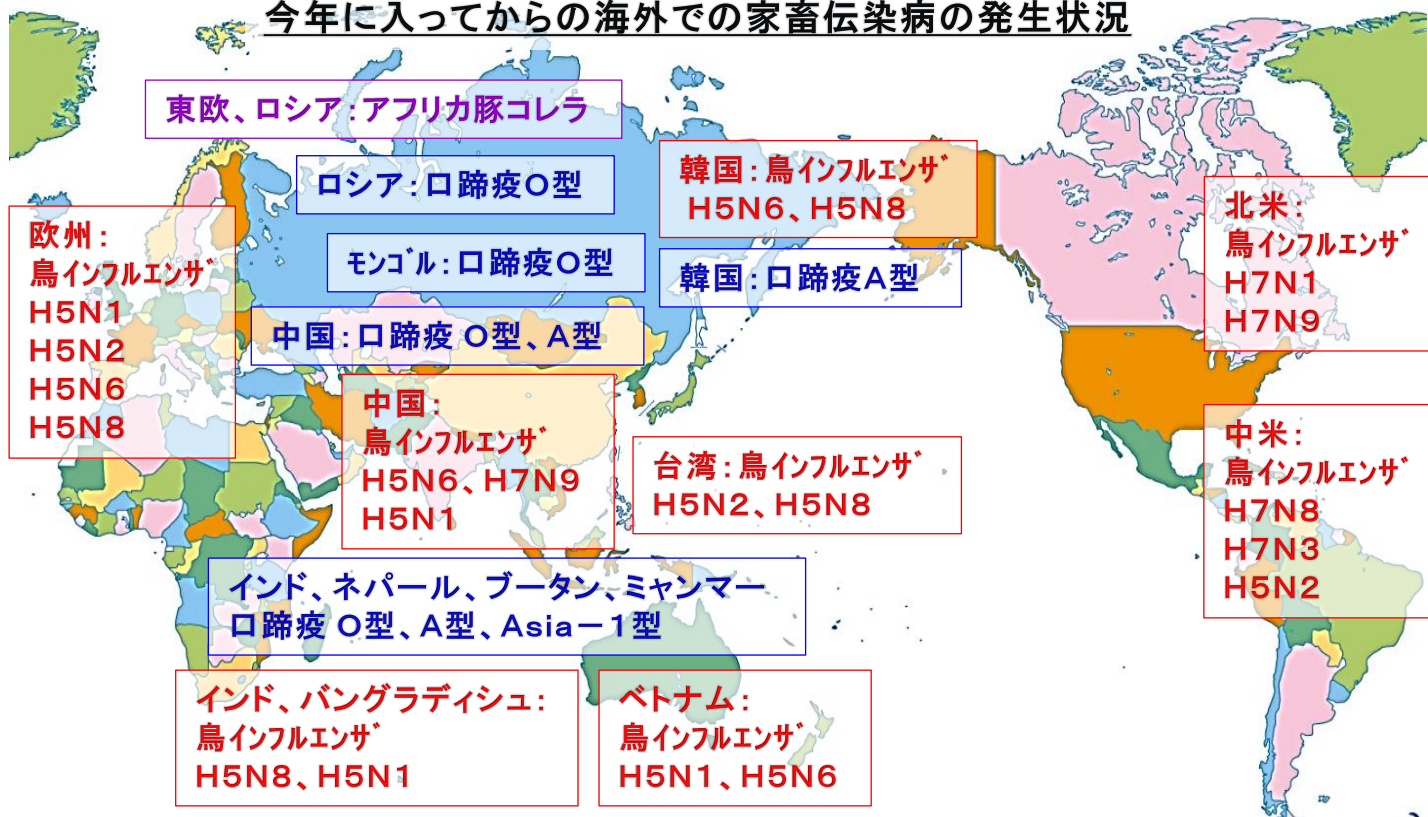 今年に入ってからの海外での家畜伝染病の発生状況
東欧、ロシア：アフリカ豚コレラ
ロシア：口蹄疫Ｏ型
韓国：鳥インフルエンザ
Ｈ５Ｎ６、Ｈ５Ｎ８
北米：
鳥インフルエンザ
Ｈ７Ｎ１
Ｈ７Ｎ９
欧州：
鳥インフルエンザ
Ｈ５Ｎ１
Ｈ５Ｎ２
Ｈ５Ｎ６
Ｈ５Ｎ８
モンゴル：口蹄疫Ｏ型
韓国：口蹄疫Ａ型
中国：口蹄疫 Ｏ型、Ａ型
中国：
鳥インフルエンザ
Ｈ５Ｎ６、Ｈ７Ｎ９
Ｈ５Ｎ１
台湾：鳥インフルエンザ
Ｈ５Ｎ２、Ｈ５Ｎ８
中米：
鳥インフルエンザ
Ｈ７Ｎ８
Ｈ７Ｎ３
Ｈ５Ｎ２
インド、ネパール、ブータン、ミャンマー
口蹄疫 Ｏ型、Ａ型、Ａｓｉａ－１型
インド、バングラディシュ：
鳥インフルエンザ
Ｈ５Ｎ８、Ｈ５Ｎ１
ベトナム：
鳥インフルエンザ
Ｈ５Ｎ１、Ｈ５Ｎ６